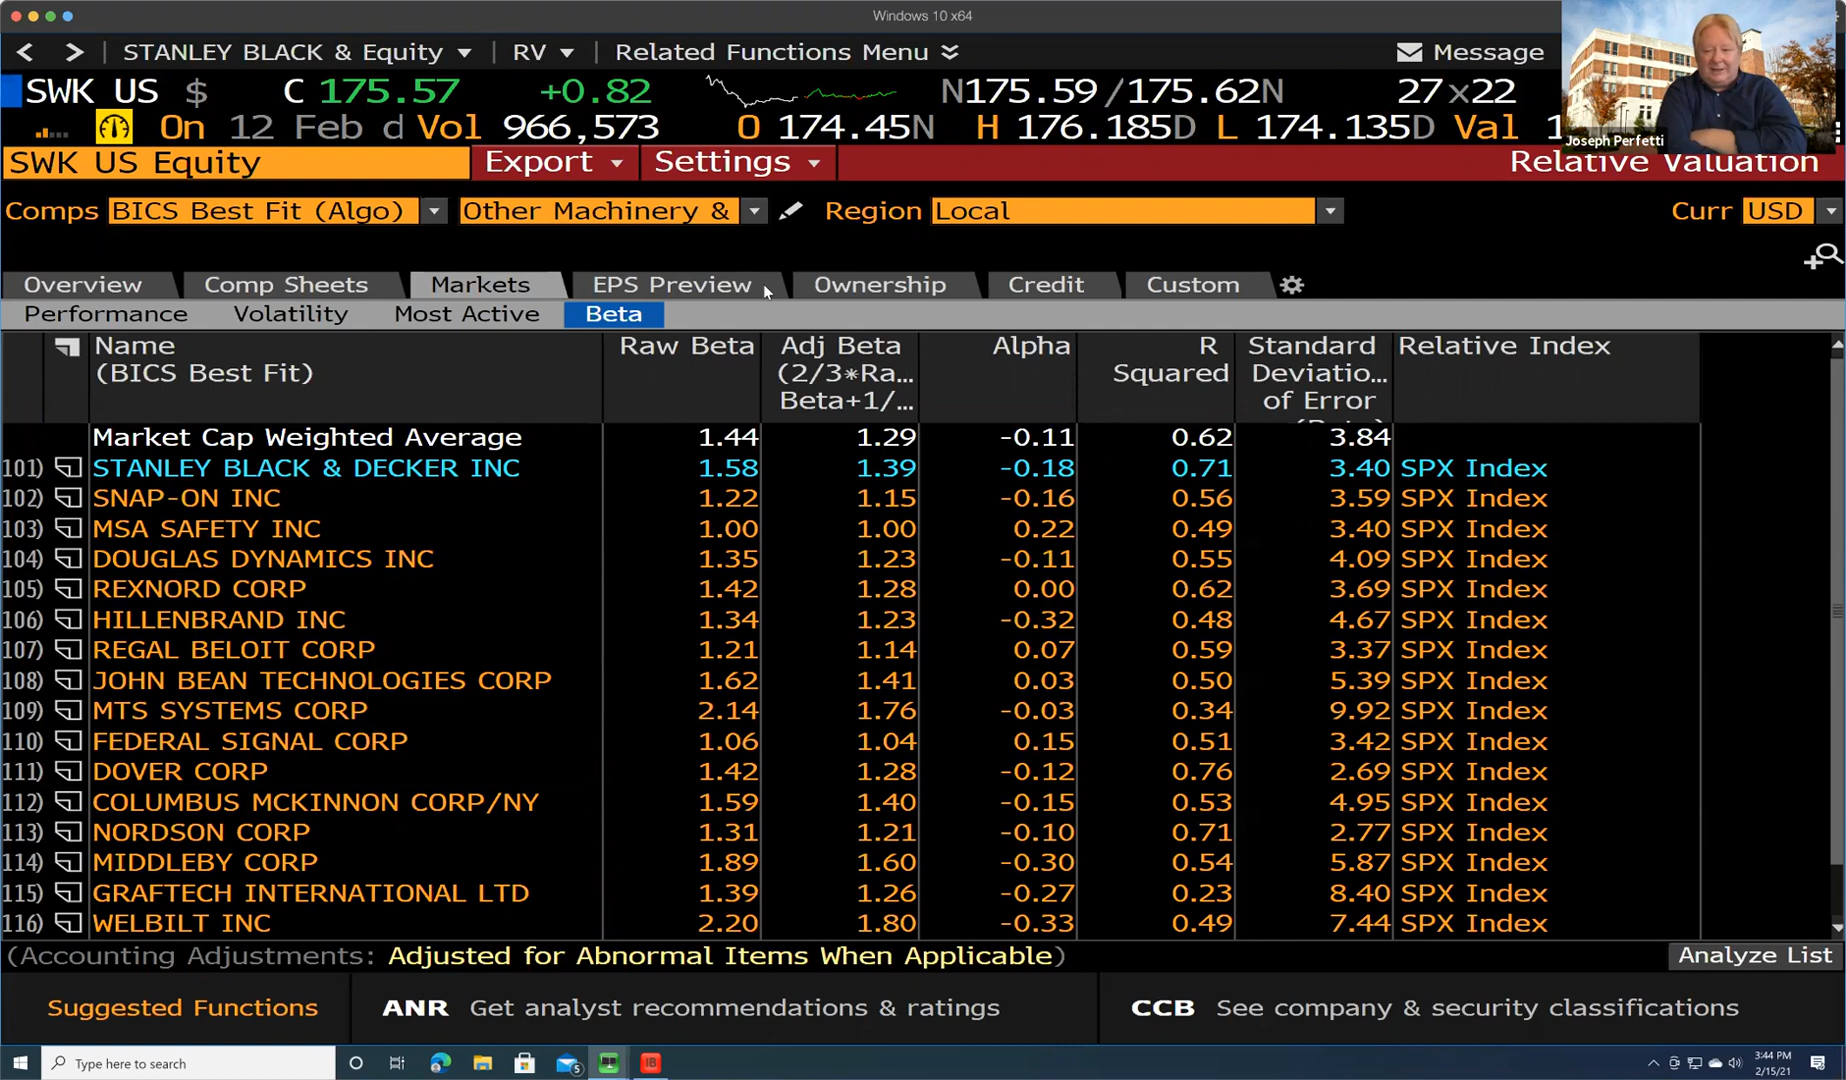 Windows 10 x64
< > STANLEY BLACK & Equity RV Related Functions Menu Message
SWK US $ C 175.57 +0.82 N175.59/175.62N 27x22
On 12 Feb d Vol 966,573 O 174.45N H 176.185D L 174.135D Val
Joseph Perfetti
SWK US Equity Export Settings Relative Valuation
Comps BICS Best Fit (Algo) Other Machinery & Region Local Curr USD
Overview Comp Sheets Markets EPS Preview Ownership Credit Custom
Performance Volatility Most Active Beta
Name Raw Beta Adj Beta Alpha R Standard Relative Index
(BICS Best Fit) (2/3*Ra... Squared Deviatio...
Beta+1/... of Error
Market Cap Weighted Average 1.44 1.29 -0.11 0.62 3.84
101) STANLEY BLACK & DECKER INC 1.58 1.39 -0.18 0.71 3.40 SPX Index
102) SNAP-ON INC 1.22 1.15 -0.16 0.56 3.59 SPX Index
103) MSA SAFETY INC 1.00 1.00 0.22 0.49 3.40 SPX Index
104) DOUGLAS DYNAMICS INC 1.35 1.23 -0.11 0.55 4.09 SPX Index
105) REXNORD CORP 1.42 1.28 0.00 0.62 3.69 SPX Index
106) HILLENBRAND INC 1.34 1.23 -0.32 0.48 4.67 SPX Index
107) REGAL BELOIT CORP 1.21 1.14 0.07 0.59 3.37 SPX Index
108) JOHN BEAN TECHNOLOGIES CORP 1.62 1.41 0.03 0.50 5.39 SPX Index
109) MTS SYSTEMS CORP 2.14 1.76 -0.03 0.34 9.92 SPX Index
110) FEDERAL SIGNAL CORP 1.06 1.04 0.15 0.51 3.42 SPX Index
111) DOVER CORP 1.42 1.28 -0.12 0.76 2.69 SPX Index
112) COLUMBUS MCKINNON CORP/NY 1.59 1.40 -0.15 0.53 4.95 SPX Index
113) NORDSON CORP 1.31 1.21 -0.10 0.71 2.77 SPX Index
114) MIDDLEBY CORP 1.89 1.60 -0.30 0.54 5.87 SPX Index
115) GRAFTECH INTERNATIONAL LTD 1.39 1.26 -0.27 0.23 8.40 SPX Index
116) WELBILT INC 2.20 1.80 -0.33 0.49 7.44 SPX Index
(Accounting Adjustments: Adjusted for Abnormal Items When Applicable) Analyze List
Suggested Functions ANR Get analyst recommendations & ratings CCB See company & security classifications
Type here to search 5 IB 3:44 PM
2/15/21